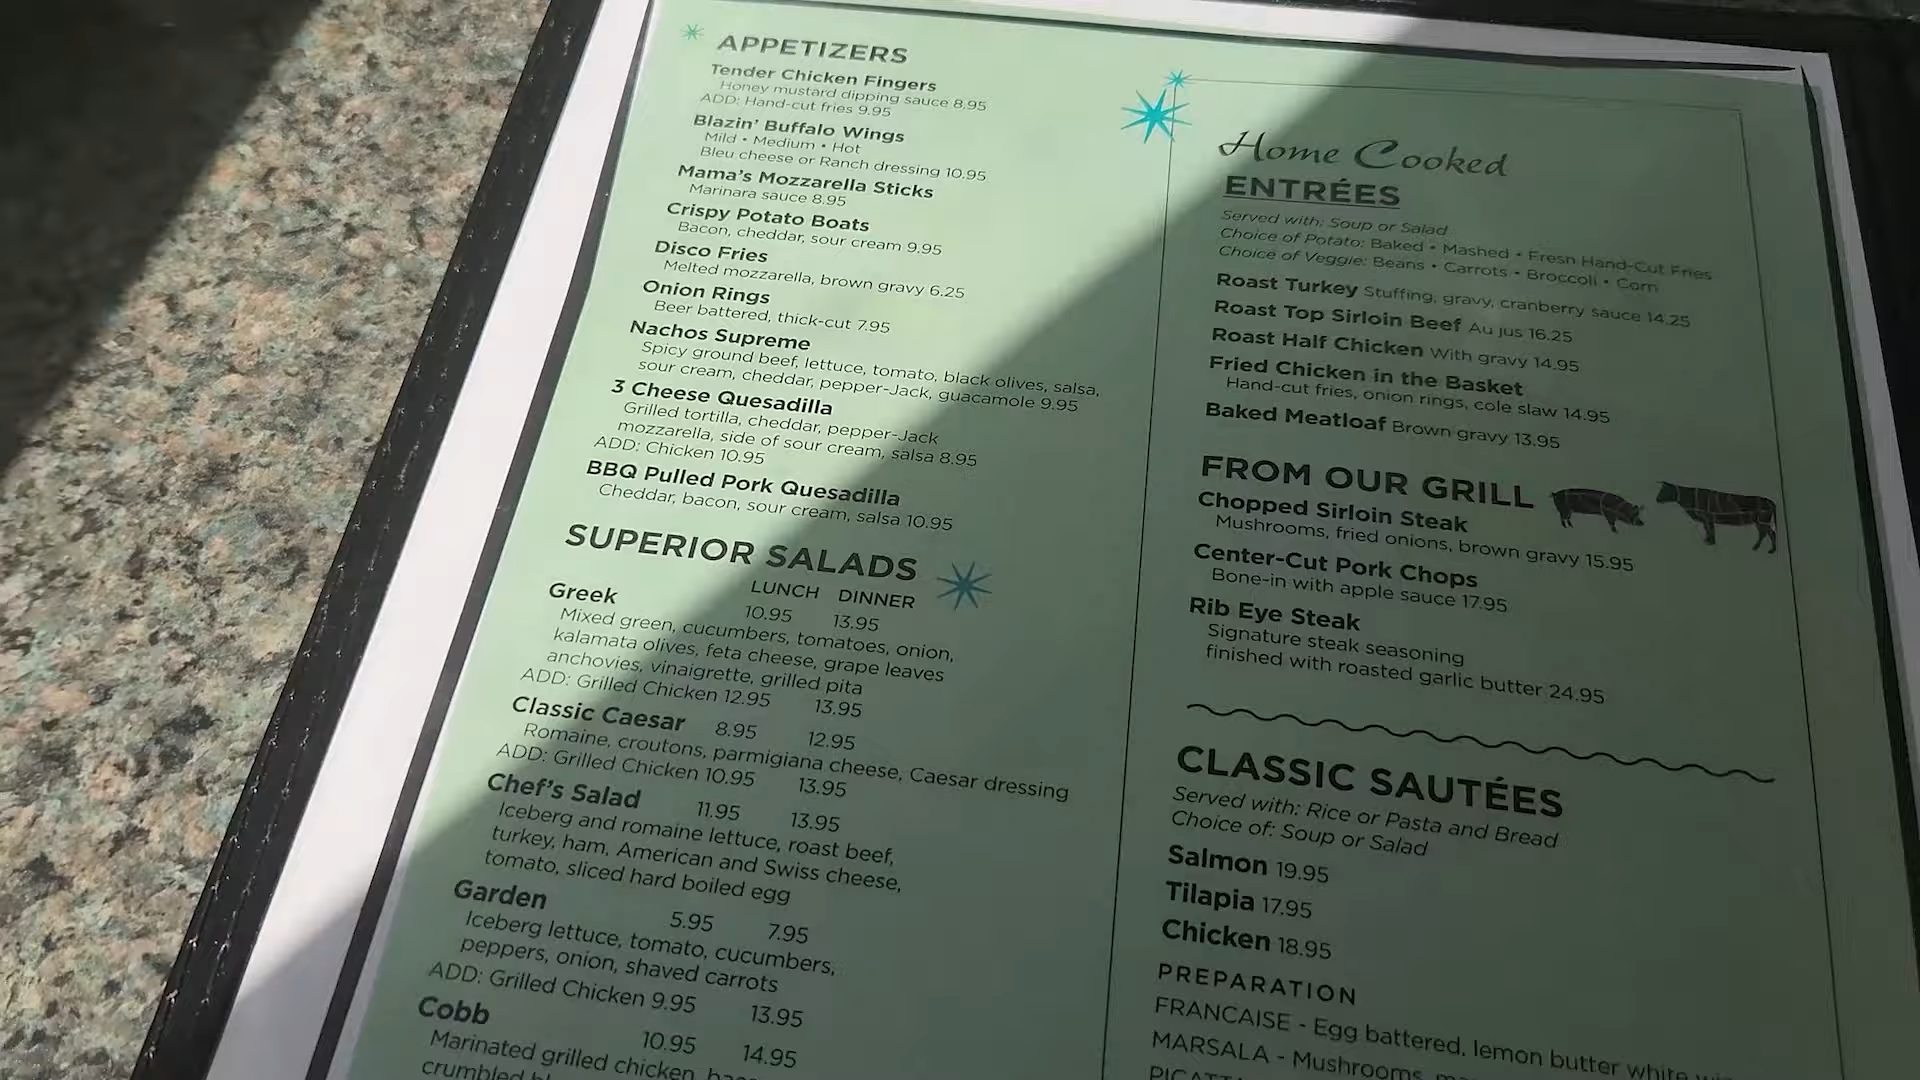 APPETIZERS
Tender Chicken Fingers
Honey mustard dipping sauce 8.95
ADD: Hand-cut fries 9.95
Blazin' Buffalo Wings
Mild • Medium • Hot
Bleu cheese or Ranch dressing 10.95
Mama's Mozzarella Sticks
Marinara sauce 8.95
Crispy Potato Boats
Bacon, cheddar, sour cream 9.95
Disco Fries
Melted mozzarella, brown gravy 6.25
Onion Rings
Beer battered, thick-cut 7.95
Nachos Supreme
Spicy ground beef, lettuce, tomato, black olives, salsa,
sour cream, cheddar, pepper-Jack, guacamole 9.95
3 Cheese Quesadilla
Grilled tortilla, cheddar, pepper-Jack
mozzarella, side of sour cream, salsa 8.95
ADD: Chicken 10.95
BBQ Pulled Pork Quesadilla
Cheddar, bacon, sour cream, salsa 10.95
SUPERIOR SALADS
LUNCH DINNER
Greek 10.95 13.95
Mixed green, cucumbers, tomatoes, onion,
kalamata olives, feta cheese, grape leaves
anchovies, vinaigrette, grilled pita
ADD: Grilled Chicken 12.95 13.95
Classic Caesar 8.95 12.95
Romaine, croutons, parmigiana cheese, Caesar dressing
ADD: Grilled Chicken 10.95 13.95
Chef's Salad 11.95 13.95
Iceberg and romaine lettuce, roast beef,
turkey, ham, American and Swiss cheese,
tomato, sliced hard boiled egg
Garden 5.95 7.95
Iceberg lettuce, tomato, cucumbers,
peppers, onion, shaved carrots
ADD: Grilled Chicken 9.95 13.95
Cobb 10.95 14.95
Marinated grilled chicken,
crumbled
Home Cooked
ENTRÉES
Served with: Soup or Salad
Choice of Potato: Baked • Mashed • Fresh Hand-Cut Fries
Choice of Veggie: Beans • Carrots • Broccoli • Corn
Roast Turkey Stuffing, gravy, cranberry sauce 14.25
Roast Top Sirloin Beef Au jus 16.25
Roast Half Chicken With gravy 14.95
Fried Chicken in the Basket
Hand-cut fries, onion rings, cole slaw 14.95
Baked Meatloaf Brown gravy 13.95
FROM OUR GRILL
Chopped Sirloin Steak
Mushrooms, fried onions, brown gravy 15.95
Center-Cut Pork Chops
Bone-in with apple sauce 17.95
Rib Eye Steak
Signature steak seasoning
finished with roasted garlic butter 24.95
CLASSIC SAUTÉES
Served with: Rice or Pasta and Bread
Choice of: Soup or Salad
Salmon 19.95
Tilapia 17.95
Chicken 18.95
PREPARATION
FRANCAISE - Egg battered, lemon butter white
MARSALA - Mushrooms,